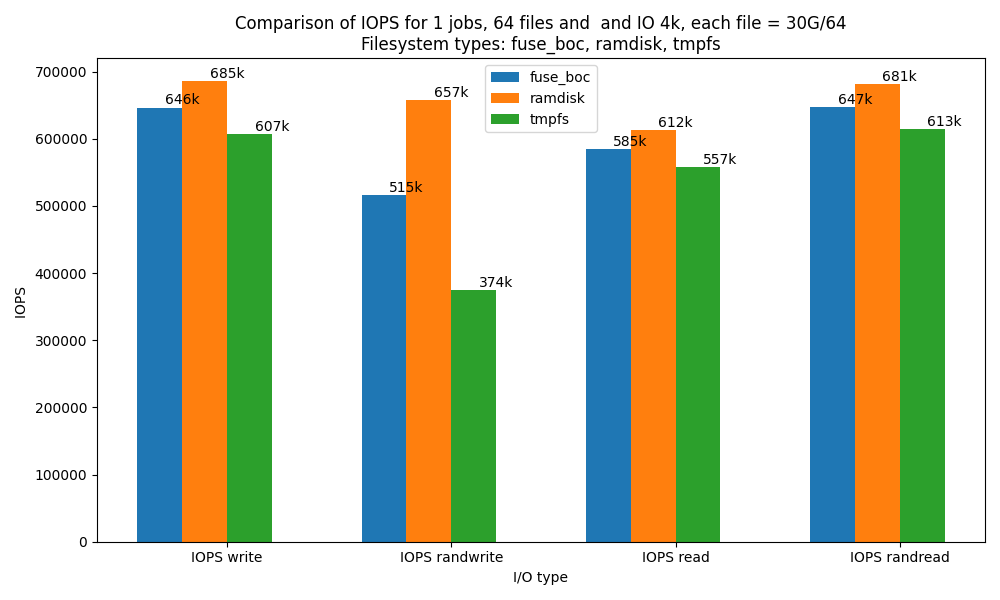 Comparison of IOPS for 1 jobs, 64 files and  and IO 4k, each file = 30G/64
Filesystem types: fuse_boc, ramdisk, tmpfs
fuse_boc
ramdisk
tmpfs
IOPS
700000
600000
500000
400000
300000
200000
100000
0
646k
685k
607k
515k
657k
374k
585k
612k
557k
647k
681k
613k
IOPS write
IOPS randwrite
IOPS read
IOPS randread
I/O type